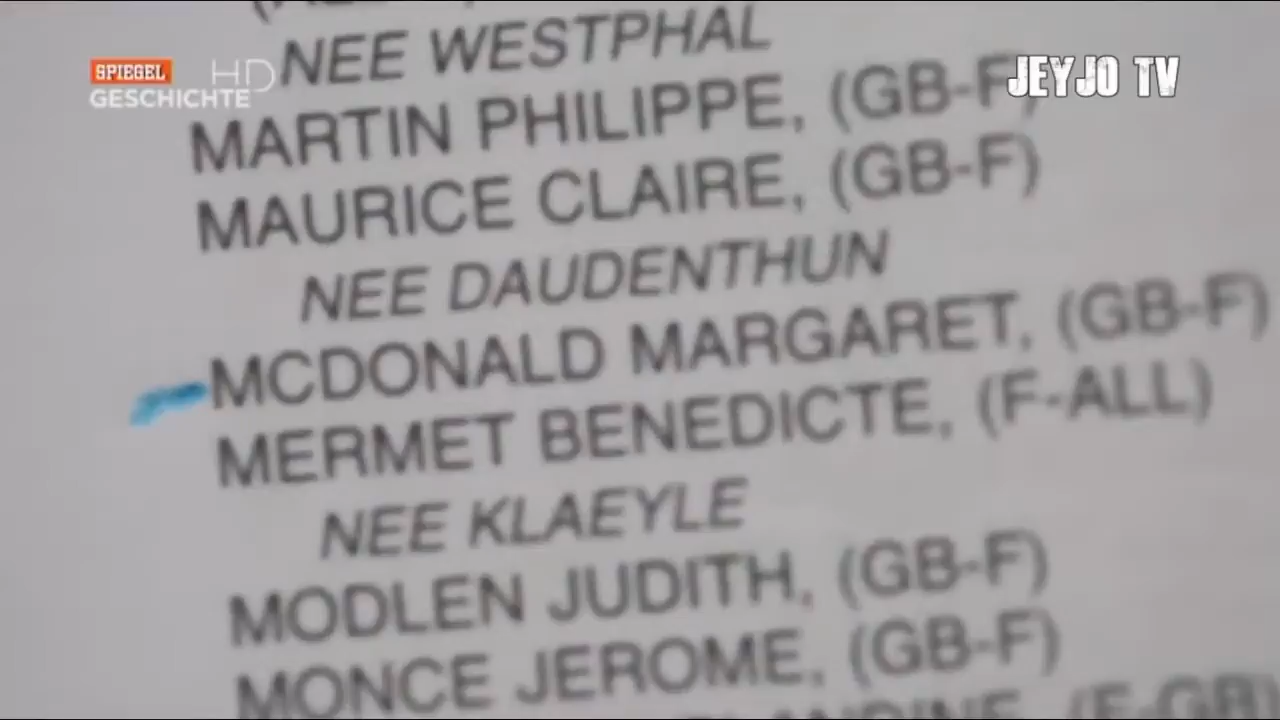 NEE WESTPHAL
SPIEGEL HD
GESCHICHTE
JEYJO TV
MARTIN PHILIPPE, (GB-F)
MAURICE CLAIRE, (GB-F)
NEE DAUDENTHUN
MCDONALD MARGARET, (GB-F)
MERMET BENEDICTE, (F-ALL)
NEE KLAEYLE
MODLEN JUDITH, (GB-F)
MONCE JEROME, (GB-F)
(F-GB)